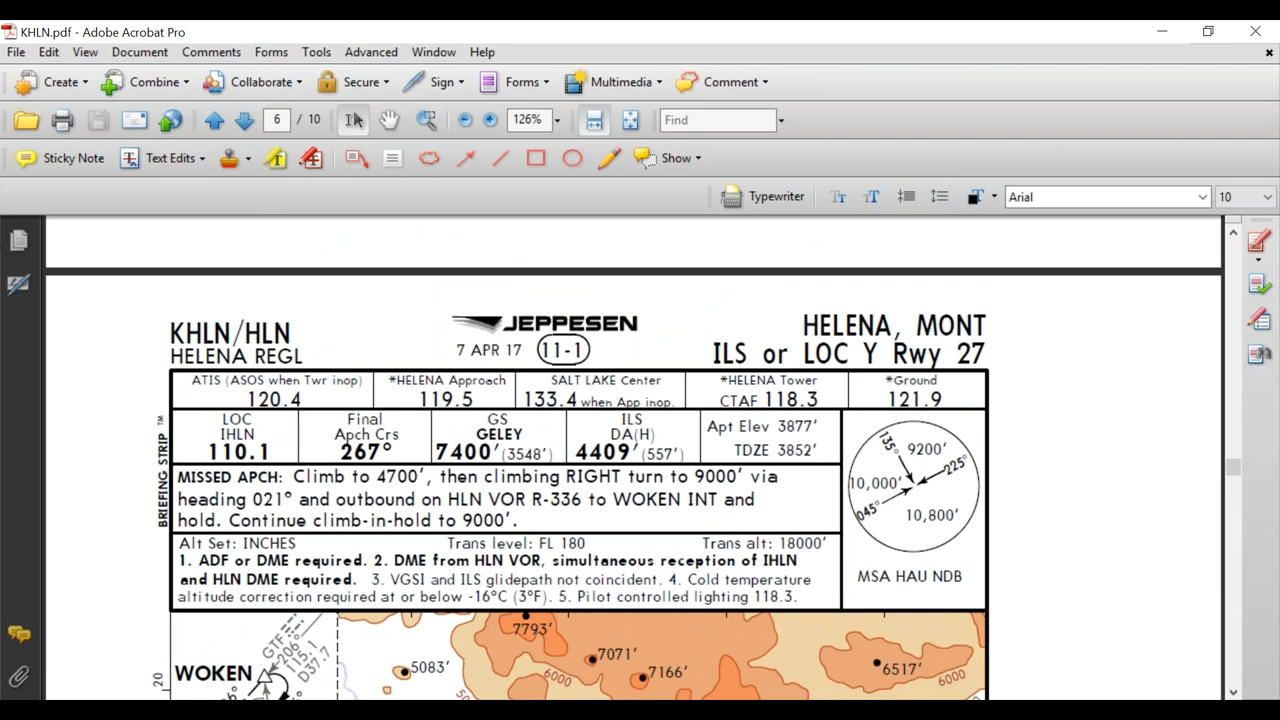 KHLN.pdf - Adobe Acrobat Pro
File Edit View Document Comments Forms Tools Advanced Window Help
Create Combine Collaborate Secure Sign Forms Multimedia Comment
6 / 10 126% Find
Sticky Note Text Edits Show
Typewriter Arial 10
KHLN/HLN
HELENA REGL
JEPPESEN
7 APR 17 11-1
HELENA, MONT
ILS or LOC Y Rwy 27
BRIEFING STRIP TM
ATIS (ASOS when Twr inop) *HELENA Approach SALT LAKE Center *HELENA Tower *Ground
120.4 119.5 133.4 when App inop. CTAF 118.3 121.9
LOC
IHLN
110.1
Final
Apch Crs
267°
GS
GELEY
7400' (3548')
ILS
DA(H)
4409' (557')
Apt Elev 3877'
TDZE 3852'
MISSED APCH: Climb to 4700', then climbing RIGHT turn to 9000' via
heading 021° and outbound on HLN VOR R-336 to WOKEN INT and
hold. Continue climb-in-hold to 9000'.
Alt Set: INCHES Trans level: FL 180 Trans alt: 18000'
1. ADF or DME required. 2. DME from HLN VOR, simultaneous reception of IHLN
and HLN DME required. 3. VGSI and ILS glidepath not coincident. 4. Cold temperature
altitude correction required at or below -16°C (3°F). 5. Pilot controlled lighting 118.3.
135°
9200'
225°
10,000'
045°
10,800'
MSA HAU NDB
7793'
GTF
206°
115.1
D37.7
WOKEN
5083'
7071'
7166'
6517'
6000
6000
20